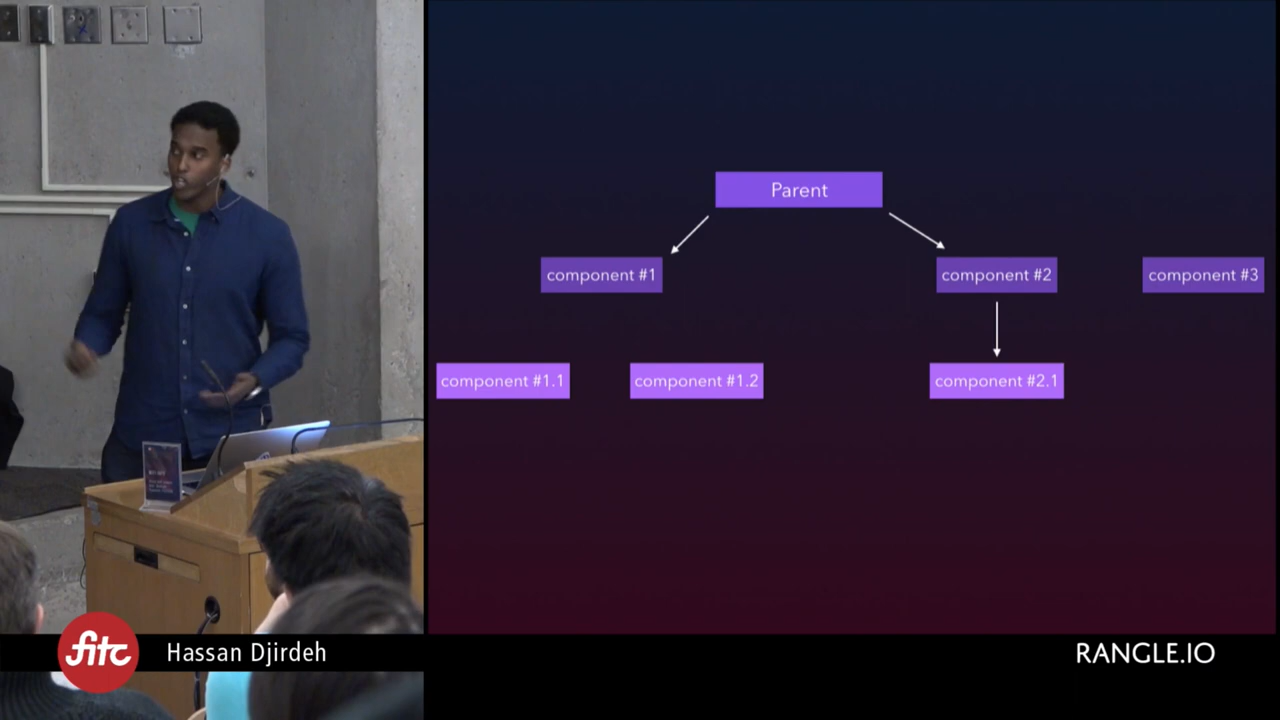 Parent
component #1
component #2
component #3
component #1.1
component #1.2
component #2.1
fitc
Hassan Djirdeh
RANGLE.IO